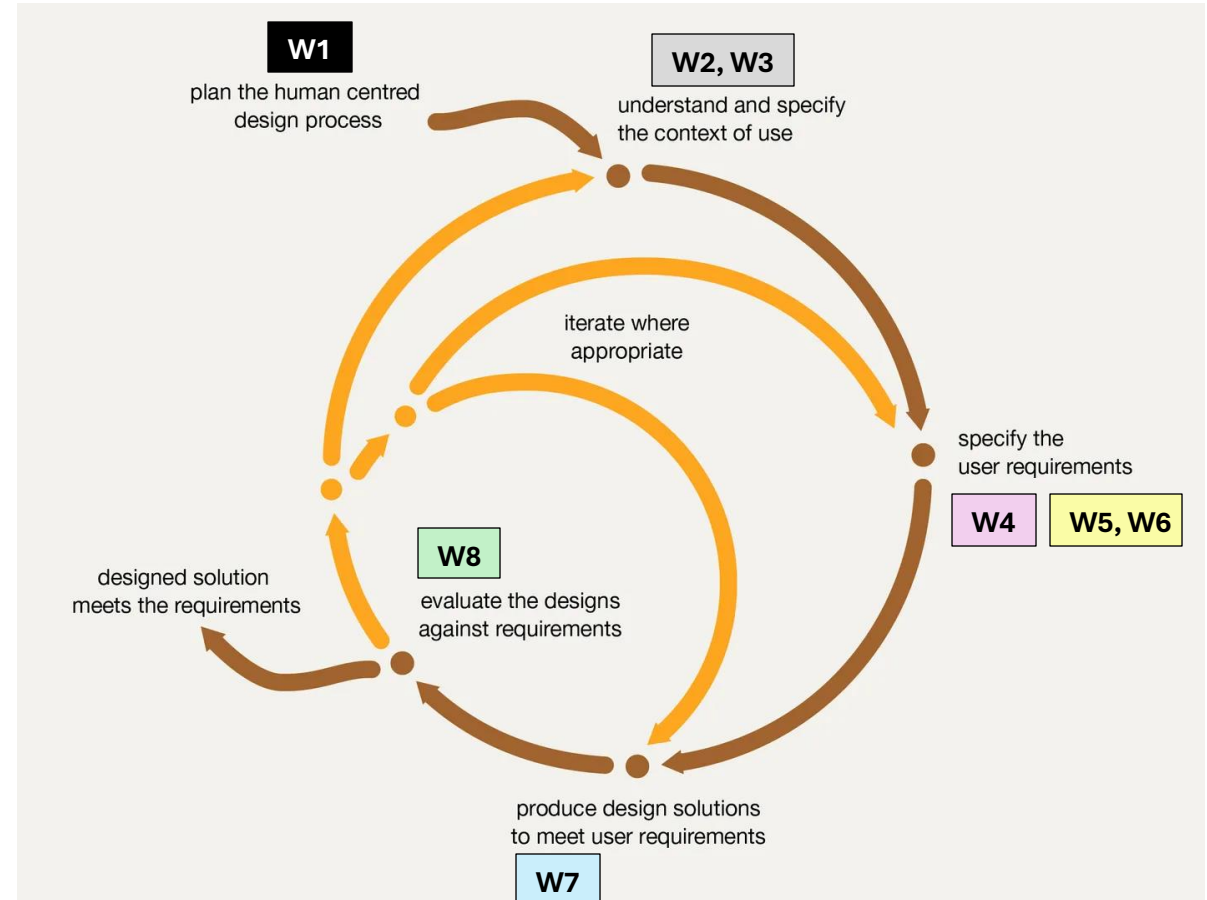 W1
plan the human centred
design process
W2, W3
understand and specify
the context of use
iterate where
appropriate
specify the
user requirements
W4
W5, W6
W8
evaluate the designs
against requirements
designed solution
meets the requirements
produce design solutions
to meet user requirements
W7